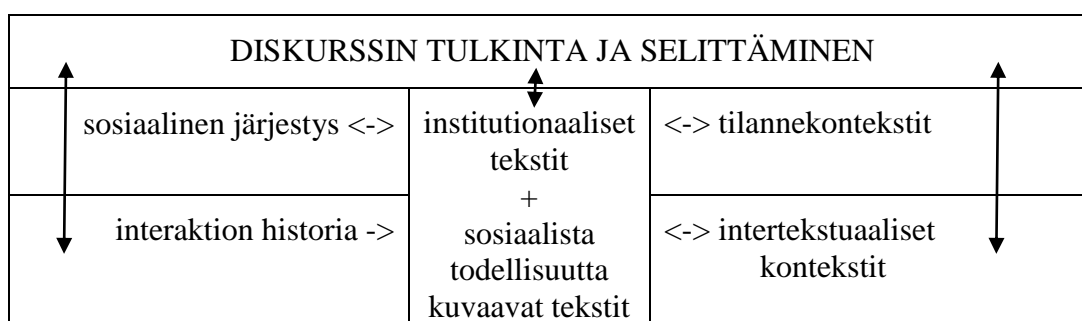 DISKURSSIN TULKINTA JA SELITTÄMINEN
sosiaalinen järjestys <->
interaktion historia ->
institutionaaliset
tekstit
+
sosiaalista
todellisuutta
kuvaavat tekstit
<-> tilannekontekstit
<-> intertekstuaaliset
kontekstit